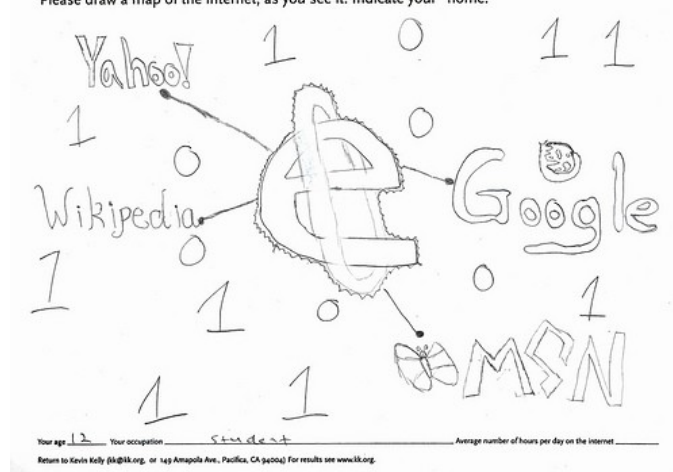 Please draw a map of the internet, as you see it. Indicate your "home."
1 0 1 1
Yahoo!
1 0
0 Google
Wikipedia
0
1 0
1 0 1
MSN
1 1
Your age 12 Your occupation student Average number of hours per day on the internet
Return to Kevin Kelly (kk@kk.org, or 149 Amapola Ave., Pacifica, CA 94004) For results see www.kk.org.